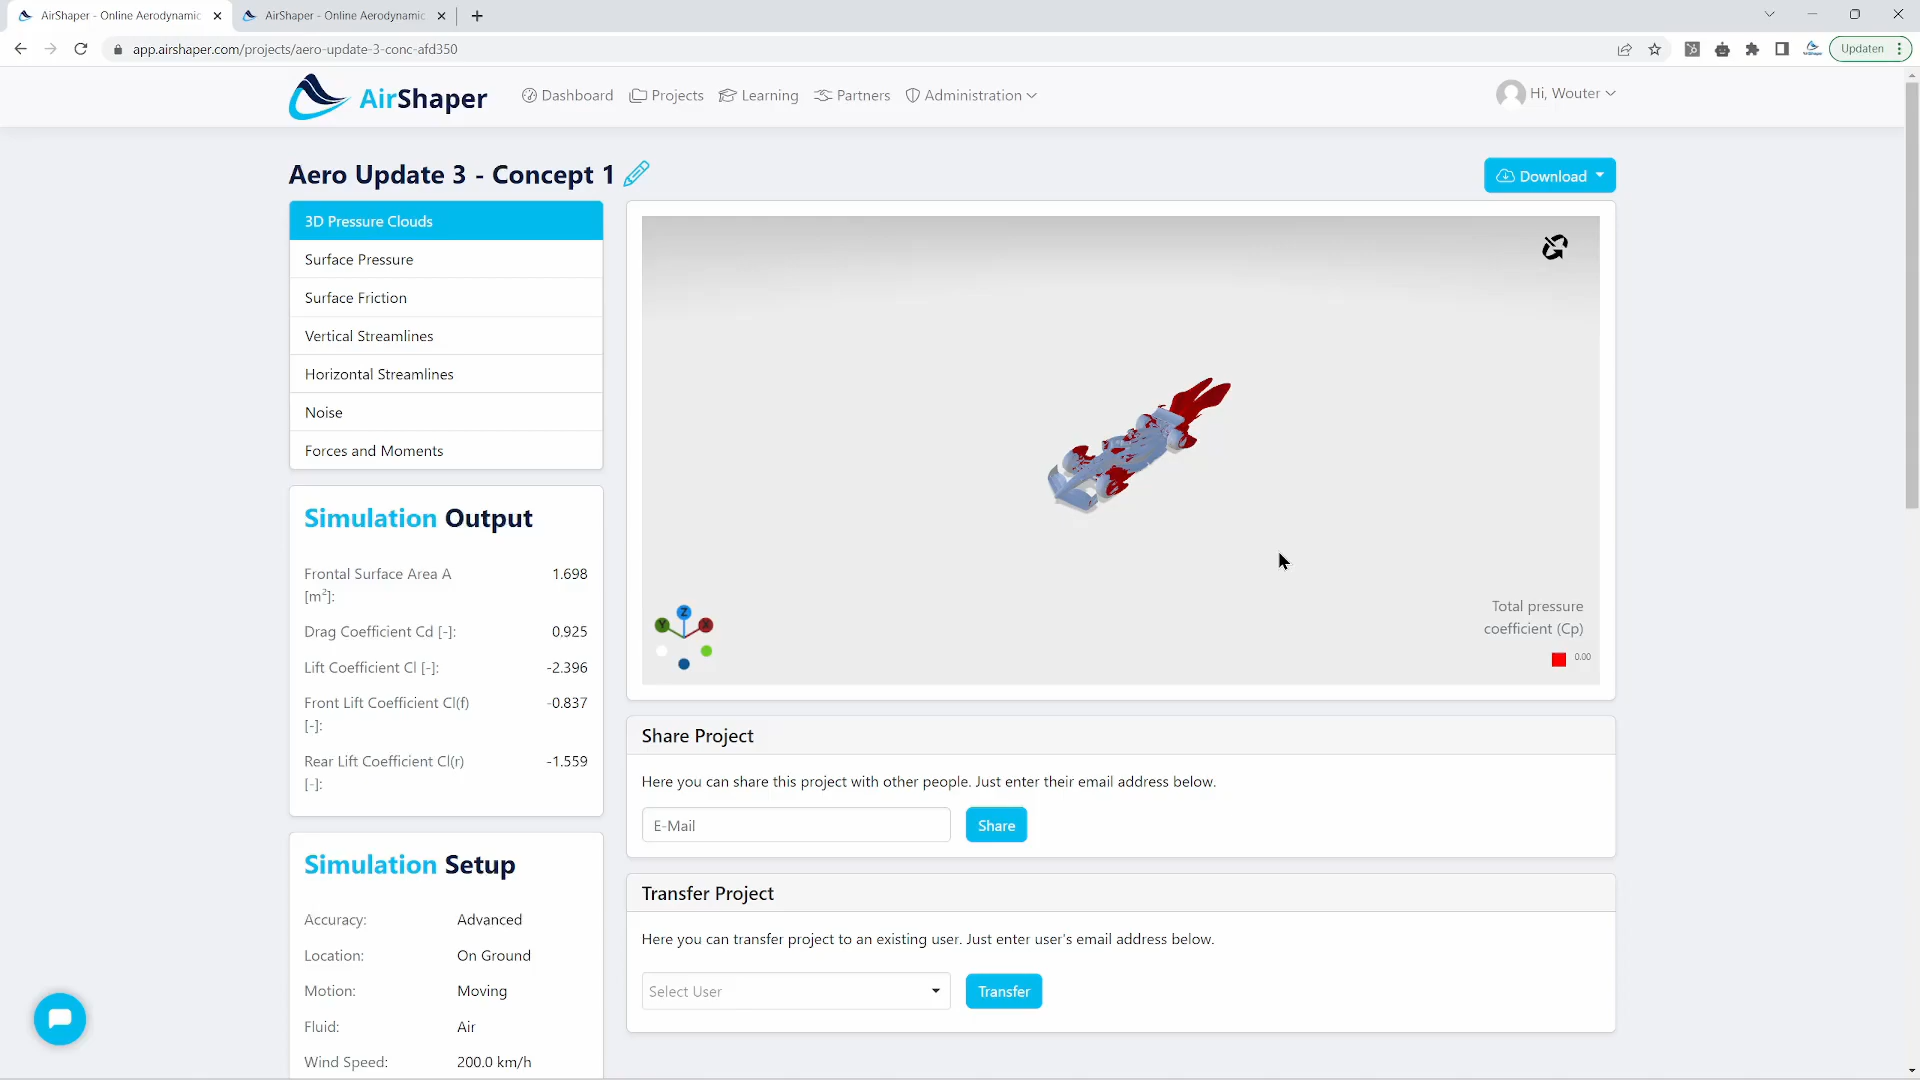 AirShaper - Online Aerodynamic
AirShaper - Online Aerodynamic
app.airshaper.com/projects/aero-update-3-conc-afd350
Updaten
AirShaper
Dashboard
Projects
Learning
Partners
Administration
Hi, Wouter
Aero Update 3 - Concept 1
Download
3D Pressure Clouds
Surface Pressure
Surface Friction
Vertical Streamlines
Horizontal Streamlines
Noise
Forces and Moments
Z
Y
X
Total pressure
coefficient (Cp)
0.00
Simulation Output
Frontal Surface Area A 1.698
[m²]:
Drag Coefficient Cd [-]: 0.925
Lift Coefficient Cl [-]: -2.396
Front Lift Coefficient Cl(f) -0.837
[-]:
Rear Lift Coefficient Cl(r) -1.559
[-]:
Simulation Setup
Accuracy: Advanced
Location: On Ground
Motion: Moving
Fluid: Air
Wind Speed: 200.0 km/h
Share Project
Here you can share this project with other people. Just enter their email address below.
E-Mail
Share
Transfer Project
Here you can transfer project to an existing user. Just enter user's email address below.
Select User
Transfer